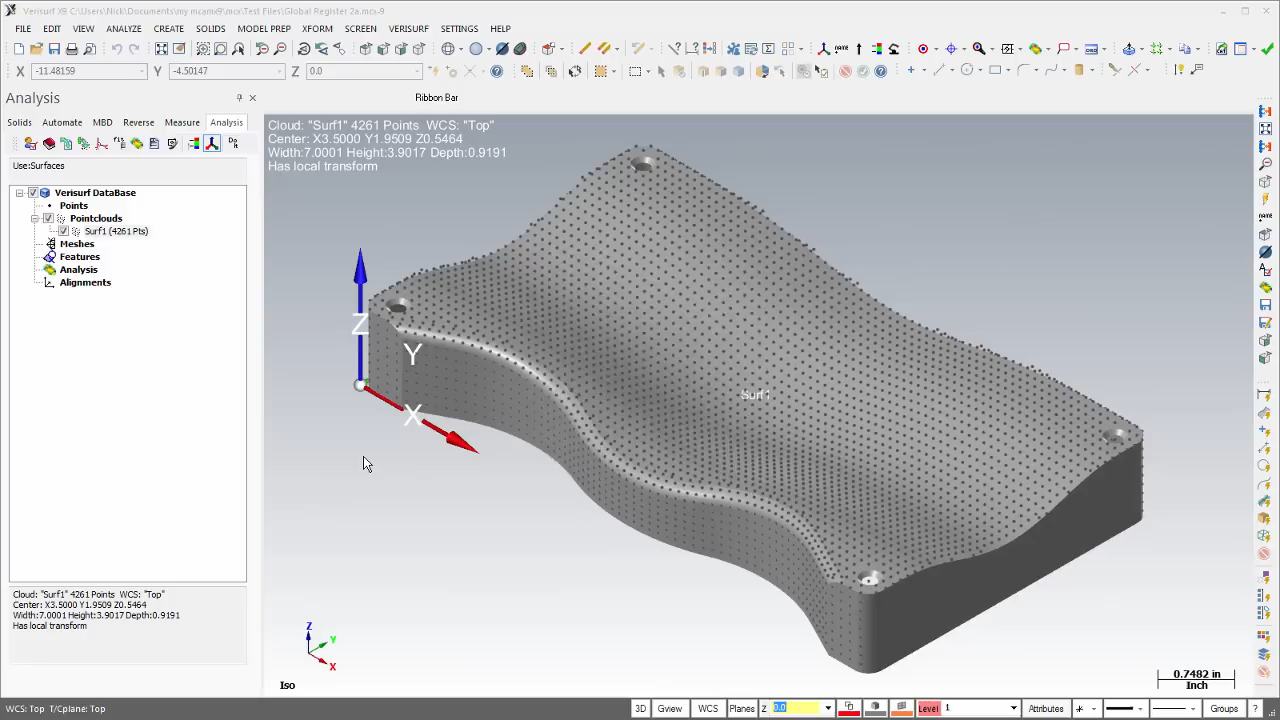 Verisurf X9 C:\Users\Nick\Documents\my mcamx9\mcx\Test Files\Global Register 2a.mcx-9
FILE EDIT VIEW ANALYZE CREATE SOLIDS MODEL PREP XFORM SCREEN VERISURF SETTINGS HELP
X -11.48159 Y -4.50147 Z 0.0
Analysis
Ribbon Bar
Solids Automate MBD Reverse Measure Analysis
Use:Surfaces
Verisurf DataBase
Points
Pointclouds
Surf1 (4261 Pts)
Meshes
Features
Analysis
Alignments
Cloud: "Surf1" 4261 Points WCS: "Top"
Center: X3.5000 Y1.9509 Z0.5464
Width:7.0001 Height:3.9017 Depth:0.9191
Has local transform
Z
Y
X
Surf1
Cloud: "Surf1" 4261 Points WCS: "Top"
Center: X3.5000 Y1.9509 Z0.5464
Width:7.0001 Height:3.9017 Depth:0.9191
Has local transform
Z
Y
X
Iso
0.7482 in
Inch
WCS: Top T/Cplane: Top
3D Gview WCS Planes Z 0.0 Level 1 Attributes Groups ?